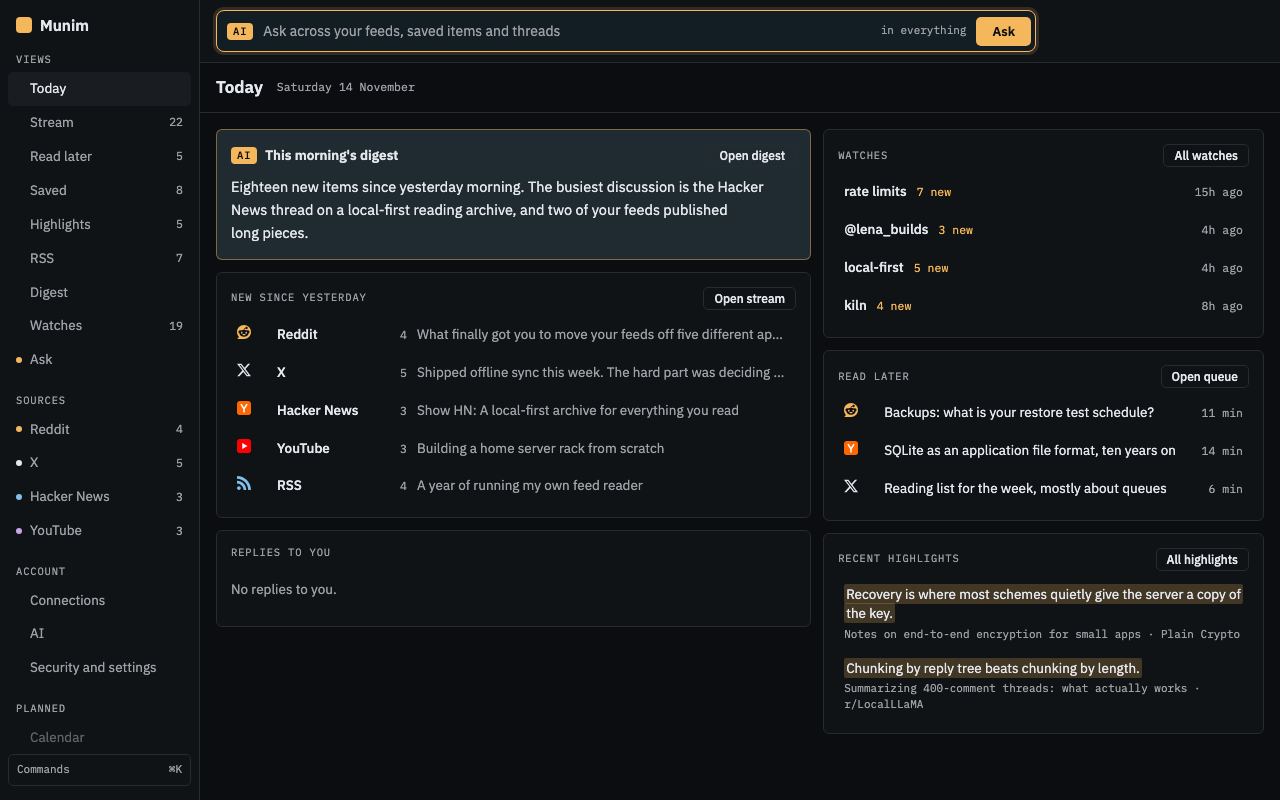 Munim
VIEWS
Today
Stream 22
Read later 5
Saved 8
Highlights 5
RSS 7
Digest
Watches 19
Ask
SOURCES
Reddit 4
X 5
Hacker News 3
YouTube 3
ACCOUNT
Connections
AI
Security and settings
PLANNED
Calendar
Commands ⌘K
AI Ask across your feeds, saved items and threads in everything Ask
Today Saturday 14 November
AI This morning's digest Open digest
Eighteen new items since yesterday morning. The busiest discussion is the Hacker
News thread on a local-first reading archive, and two of your feeds published
long pieces.
NEW SINCE YESTERDAY Open stream
Reddit 4 What finally got you to move your feeds off five different ap...
X 5 Shipped offline sync this week. The hard part was deciding ...
Hacker News 3 Show HN: A local-first archive for everything you read
YouTube 3 Building a home server rack from scratch
RSS 4 A year of running my own feed reader
REPLIES TO YOU
No replies to you.
WATCHES All watches
rate limits 7 new 15h ago
@lena_builds 3 new 4h ago
local-first 5 new 4h ago
kiln 4 new 8h ago
READ LATER Open queue
Backups: what is your restore test schedule? 11 min
Y SQLite as an application file format, ten years on 14 min
Reading list for the week, mostly about queues 6 min
RECENT HIGHLIGHTS All highlights
Recovery is where most schemes quietly give the server a copy of
the key.
Notes on end-to-end encryption for small apps · Plain Crypto
Chunking by reply tree beats chunking by length.
Summarizing 400-comment threads: what actually works ·
r/LocalLLaMA